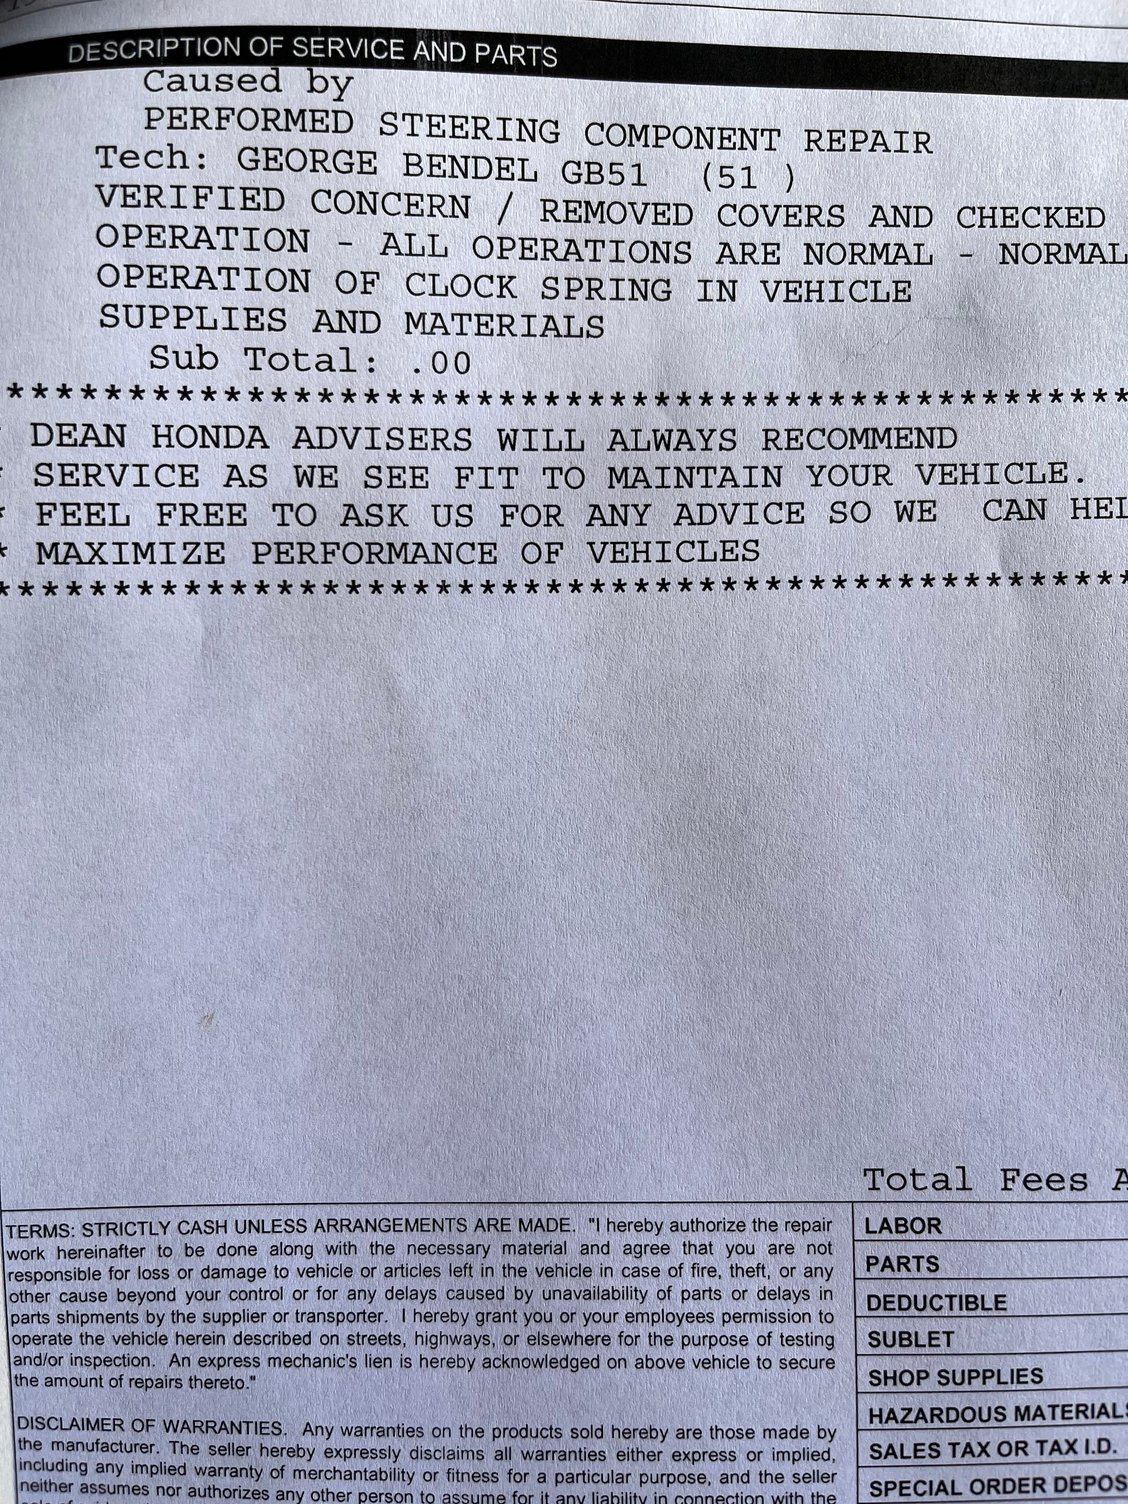 DESCRIPTION OF SERVICE AND PARTS
Caused by
PERFORMED STEERING COMPONENT REPAIR
Tech: GEORGE BENDEL GB51 (51 )
VERIFIED CONCERN / REMOVED COVERS AND CHECKED
OPERATION - ALL OPERATIONS ARE NORMAL - NORMAL
OPERATION OF CLOCK SPRING IN VEHICLE
SUPPLIES AND MATERIALS
Sub Total: .00
**************************************************
* DEAN HONDA ADVISERS WILL ALWAYS RECOMMEND
* SERVICE AS WE SEE FIT TO MAINTAIN YOUR VEHICLE.
* FEEL FREE TO ASK US FOR ANY ADVICE SO WE CAN
* MAXIMIZE PERFORMANCE OF VEHICLES
**************************************************
Total Fees
TERMS: STRICTLY CASH UNLESS ARRANGEMENTS ARE MADE. "I hereby authorize the repair
work hereinafter to be done along with the necessary material and agree that you are not
responsible for loss or damage to vehicle or articles left in the vehicle in case of fire, theft, or any
other cause beyond your control or for any delays caused by unavailability of parts or delays in
parts shipments by the supplier or transporter. I hereby grant you or your employees permission to
operate the vehicle herein described on streets, highways, or elsewhere for the purpose of testing
and/or inspection. An express mechanic's lien is hereby acknowledged on above vehicle to secure
the amount of repairs thereto."
DISCLAIMER OF WARRANTIES. Any warranties on the products sold hereby are those made by
the manufacturer. The seller hereby expressly disclaims all warranties either express or implied,
including any implied warranty of merchantability or fitness for a particular purpose, and the seller
neither assumes nor authorizes any other person to assume for it any liability in connection with the
LABOR
PARTS
DEDUCTIBLE
SUBLET
SHOP SUPPLIES
HAZARDOUS MATERIALS
SALES TAX OR TAX I.D.
SPECIAL ORDER